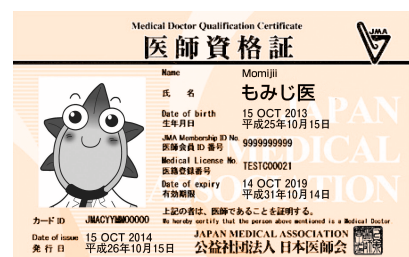 Medical Doctor Qualification Certificate
医師資格証
JMA
Name Momijii
氏 名 もみじ医
Date of birth 15 OCT 2013
生年月日 平成25年10月15日
JMA Membership ID No 9999999999
医師会員ID番号
Medical License No. TESTC00021
医籍登録番号
Date of expiry 14 OCT 2019
有効期限 平成31年10月14日
JAPAN
MEDICAL
ASSOCIATION
カードID JMACYYMM00000
上記の者は、医師であることを証明する。
We hereby certify that the person above mentioned is a Medical Doctor
Date of issue 15 OCT 2014
発行日 平成26年10月15日
JAPAN MEDICAL ASSOCIATION
公益社団法人 日本医師会